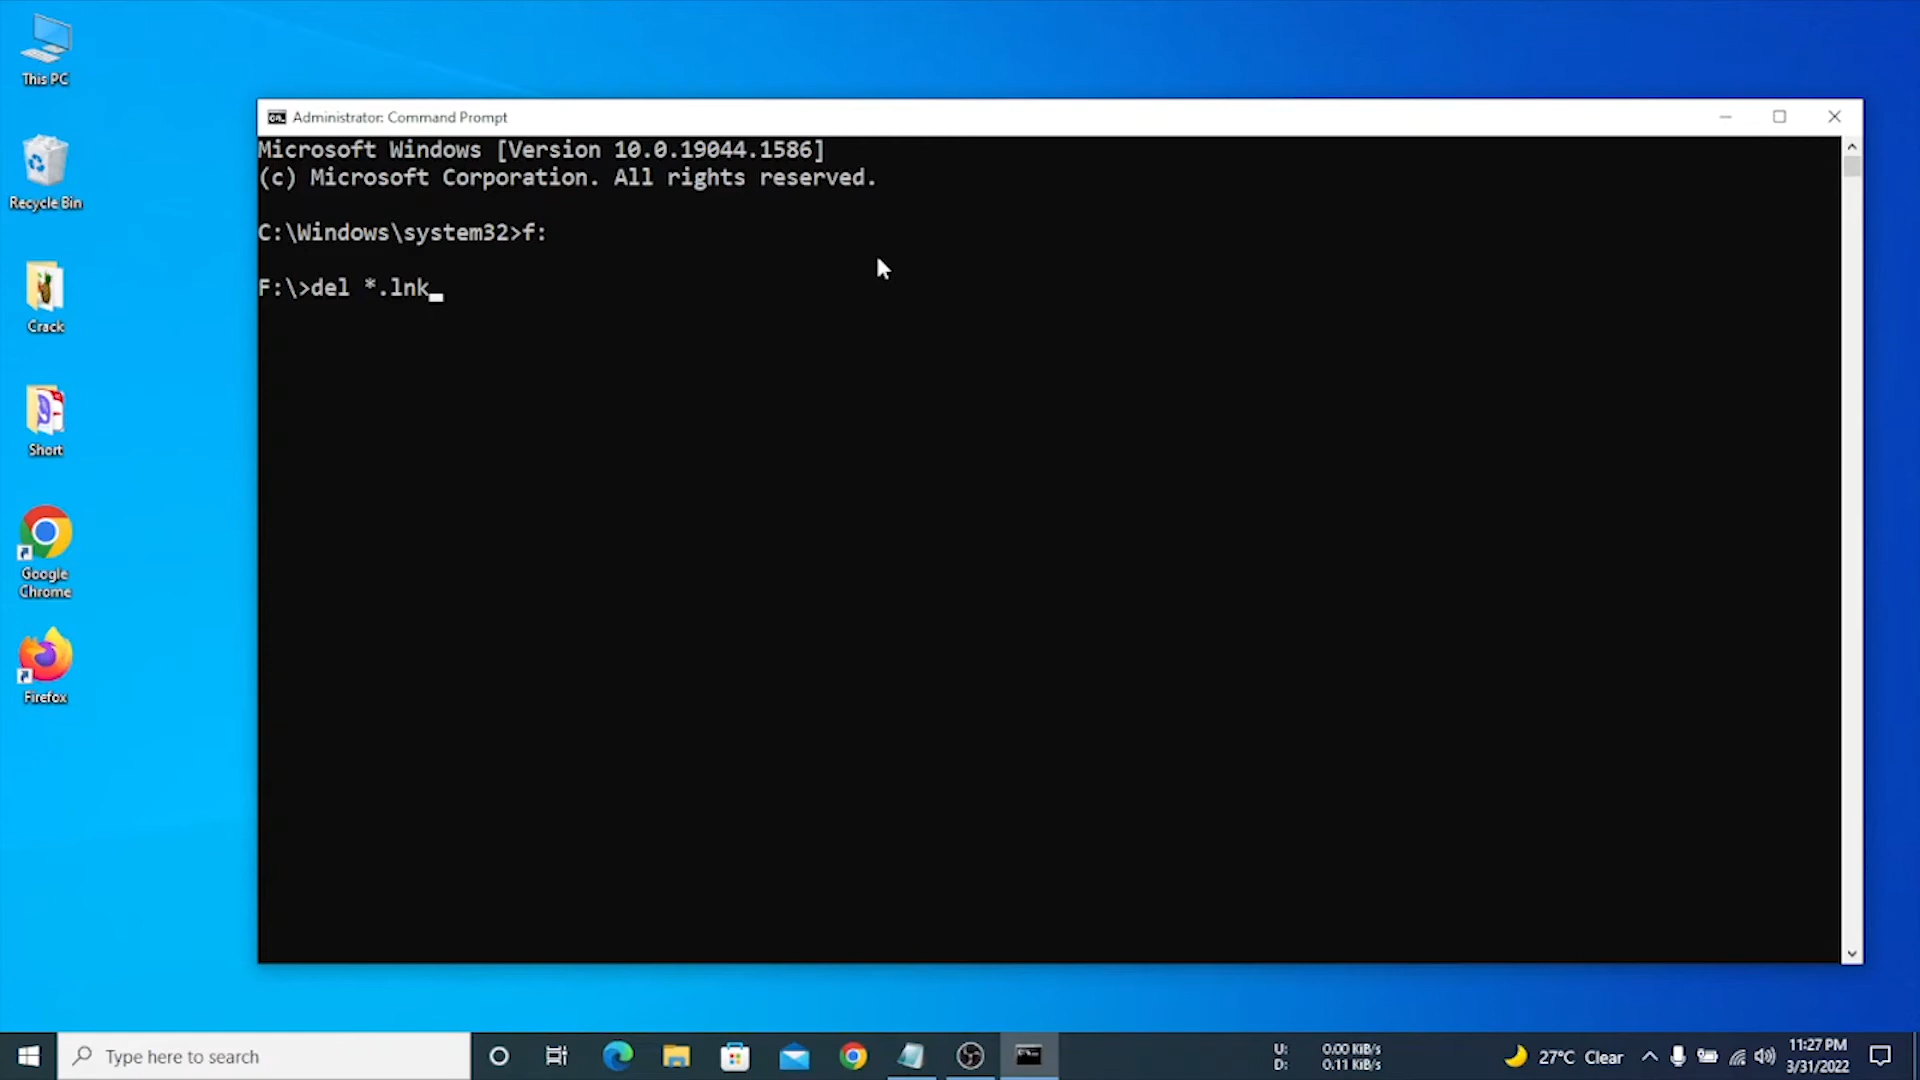 This PC
Recycle Bin
Crack
Short
Google
Chrome
Firefox
Administrator: Command Prompt
Microsoft Windows [Version 10.0.19044.1586]
(c) Microsoft Corporation. All rights reserved.
C:\Windows\system32>f:
F:\>del *.lnk
Type here to search
U: 0.00 KiB/s
D: 0.11 KiB/s
27°C Clear
11:27 PM
3/31/2022